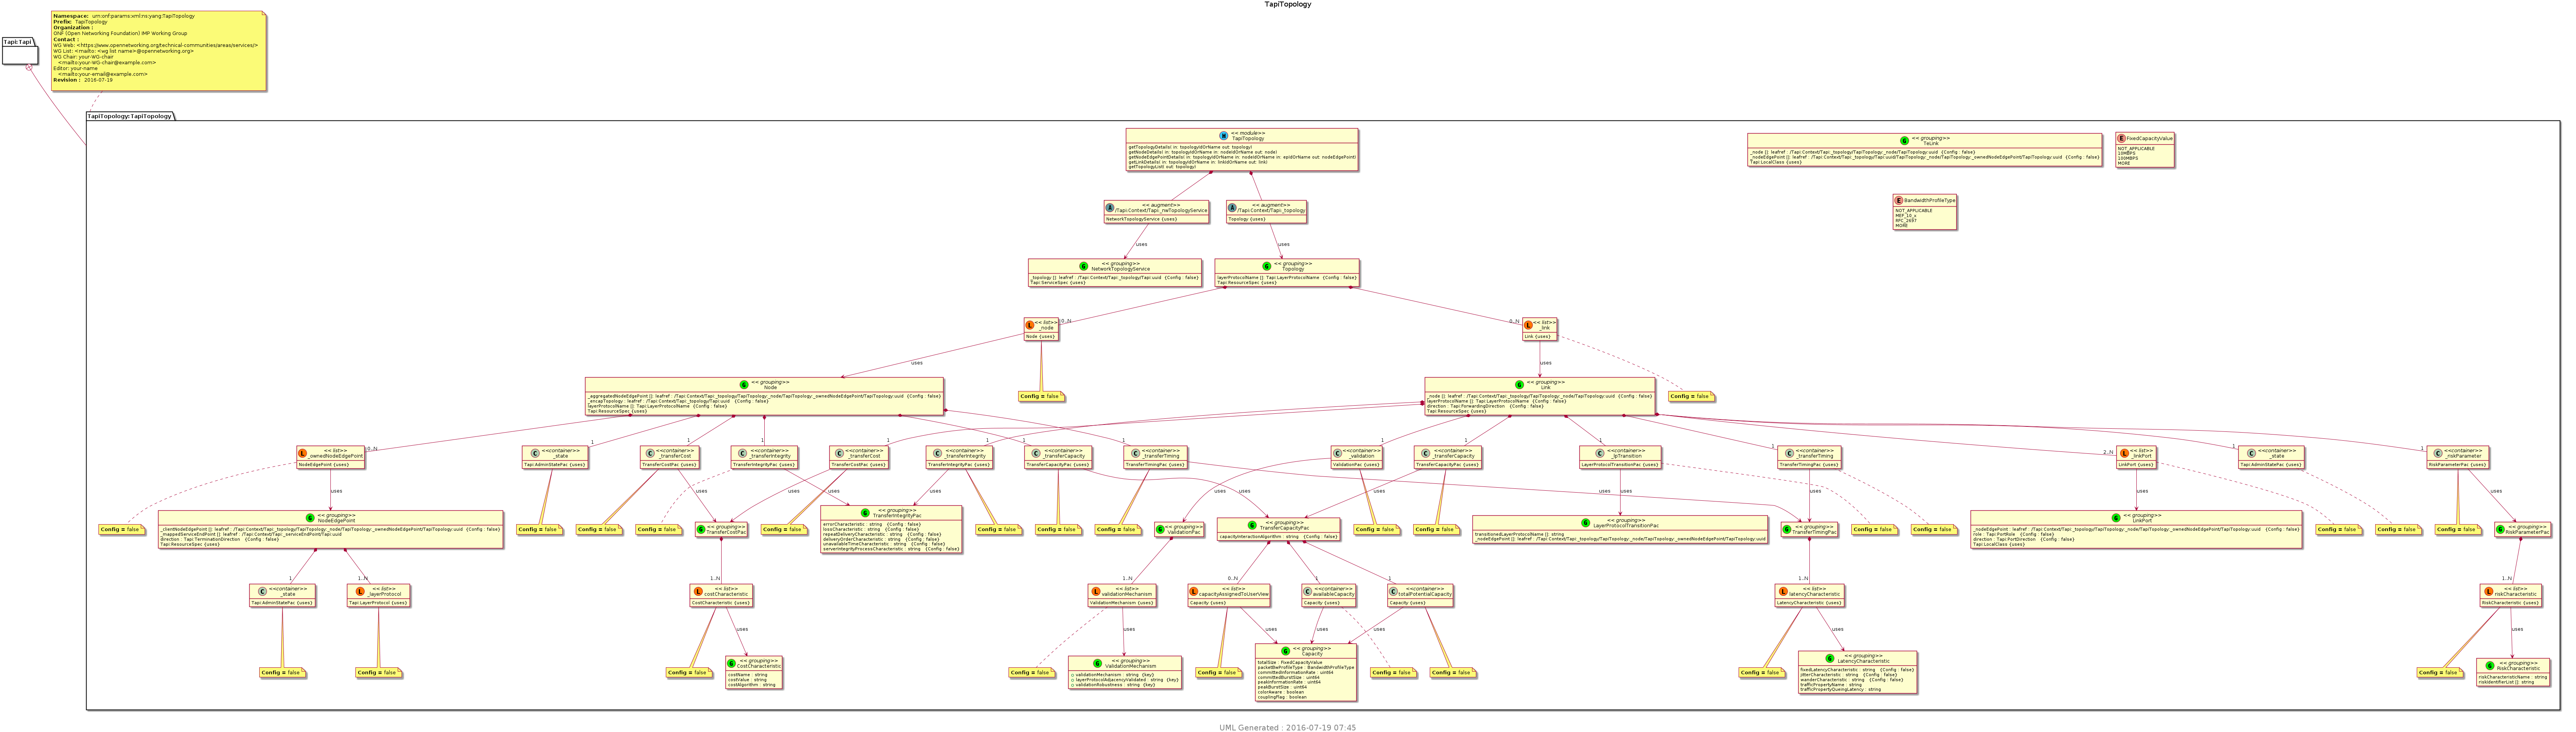 TapiTopology
Namespace: urn:onf:params:xml:ns:yang:TapiTopology
Prefix: TapiTopology
Organization :
ONF (Open Networking Foundation) IMP Working Group
Contact :
WG Web: <https://www.opennetworking.org/technical-communities/areas/services/>
WG List: <mailto: <wg list name>@opennetworking.org>
WG Chair: your-WG-chair
<mailto:your-WG-chair@example.com>
Editor: your-name
<mailto:your-email@example.com>
Revision : 2016-07-19
Tapi:Tapi
TapiTopology:TapiTopology
<< module>>
TapiTopology
getTopologyDetails( in: topologyIdOrName out: topology)
getNodeDetails( in: topologyIdOrName in: nodeIdOrName out: node)
getNodeEdgePointDetails( in: topologyIdOrName in: nodeIdOrName in: epIdOrName out: nodeEdgePoint)
getLinkDetails( in: topologyIdOrName in: linkIdOrName out: link)
getTopologyList( out: topology)
<< grouping>>
TeLink
_node []: leafref : /Tapi:Context/Tapi:_topology/TapiTopology:_node/TapiTopology:uuid {Config : false}
_nodeEdgePoint []: leafref : /Tapi:Context/Tapi:_topology/Tapi:uuid/TapiTopology:_node/TapiTopology:_ownedNodeEdgePoint/TapiTopology:uuid {Config : false}
Tapi:LocalClass {uses}
FixedCapacityValue
NOT_APPLICABLE
10MBPS
100MBPS
MORE
<< augment>>
/Tapi:Context/Tapi:_nwTopologyService
NetworkTopologyService {uses}
<< augment>>
/Tapi:Context/Tapi:_topology
Topology {uses}
BandwidthProfileType
NOT_APPLICABLE
MEF_10_x
RFC_2697
MORE
uses
uses
<< grouping>>
NetworkTopologyService
_topology []: leafref : /Tapi:Context/Tapi:_topology/Tapi:uuid {Config : false}
Tapi:ServiceSpec {uses}
<< grouping>>
Topology
layerProtocolName []: Tapi:LayerProtocolName {Config : false}
Tapi:ResourceSpec {uses}
0..N
0..N
<< list>>
_node
Node {uses}
<< list>>
_link
Link {uses}
uses
uses
<< grouping>>
Node
_aggregatedNodeEdgePoint []: leafref : /Tapi:Context/Tapi:_topology/TapiTopology:_node/TapiTopology:_ownedNodeEdgePoint/TapiTopology:uuid {Config : false}
_encapTopology : leafref : /Tapi:Context/Tapi:_topology/Tapi:uuid {Config : false}
layerProtocolName []: Tapi:LayerProtocolName {Config : false}
Tapi:ResourceSpec {uses}
Config = false
<< grouping>>
Link
_node []: leafref : /Tapi:Context/Tapi:_topology/TapiTopology:_node/TapiTopology:uuid {Config : false}
layerProtocolName []: Tapi:LayerProtocolName {Config : false}
direction : Tapi:ForwardingDirection {Config : false}
Tapi:ResourceSpec {uses}
Config = false
0..N
1
1
1
1
1
1
1
1
1
1
1
2..N
1
1
<< list>>
_ownedNodeEdgePoint
NodeEdgePoint {uses}
<<container>>
_state
Tapi:AdminStatePac {uses}
<<container>>
_transferCost
TransferCostPac {uses}
<<container>>
_transferIntegrity
TransferIntegrityPac {uses}
<<container>>
_transferCost
TransferCostPac {uses}
<<container>>
_transferIntegrity
TransferIntegrityPac {uses}
<<container>>
_transferCapacity
TransferCapacityPac {uses}
<<container>>
_transferTiming
TransferTimingPac {uses}
<<container>>
_validation
ValidationPac {uses}
<<container>>
_transferCapacity
TransferCapacityPac {uses}
<<container>>
_lpTransition
LayerProtocolTransitionPac {uses}
<<container>>
_transferTiming
TransferTimingPac {uses}
<< list>>
_linkPort
LinkPort {uses}
<<container>>
_state
Tapi:AdminStatePac {uses}
<<container>>
_riskParameter
RiskParameterPac {uses}
uses
uses
uses
uses
uses
uses
uses
uses
uses
uses
uses
uses
uses
Config = false
<< grouping>>
NodeEdgePoint
_clientNodeEdgePoint []: leafref : /Tapi:Context/Tapi:_topology/TapiTopology:_node/TapiTopology:_ownedNodeEdgePoint/TapiTopology:uuid {Config : false}
_mappedServiceEndPoint []: leafref : /Tapi:Context/Tapi:_serviceEndPoint/Tapi:uuid
direction : Tapi:TerminationDirection {Config : false}
Tapi:ResourceSpec {uses}
Config = false
Config = false
Config = false
<< grouping>>
TransferCostPac
Config = false
<< grouping>>
TransferIntegrityPac
errorCharacteristic : string {Config : false}
lossCharacteristic : string {Config : false}
repeatDeliveryCharacteristic : string {Config : false}
deliveryOrderCharacteristic : string {Config : false}
unavailableTimeCharacteristic : string {Config : false}
serverIntegrityProcessCharacteristic : string {Config : false}
Config = false
Config = false
Config = false
<< grouping>>
ValidationPac
<< grouping>>
TransferCapacityPac
capacityInteractionAlgorithm : string {Config : false}
Config = false
Config = false
<< grouping>>
LayerProtocolTransitionPac
transitionedLayerProtocolName []: string
_nodeEdgePoint []: leafref : /Tapi:Context/Tapi:_topology/TapiTopology:_node/TapiTopology:_ownedNodeEdgePoint/TapiTopology:uuid
<< grouping>>
TransferTimingPac
Config = false
Config = false
<< grouping>>
LinkPort
_nodeEdgePoint : leafref : /Tapi:Context/Tapi:_topology/TapiTopology:_node/TapiTopology:_ownedNodeEdgePoint/TapiTopology:uuid {Config : false}
role : Tapi:PortRole {Config : false}
direction : Tapi:PortDirection {Config : false}
Tapi:LocalClass {uses}
Config = false
Config = false
Config = false
<< grouping>>
RiskParameterPac
1
1..N
1..N
1..N
0..N
1
1
1..N
1..N
<<container>>
_state
Tapi:AdminStatePac {uses}
<< list>>
_layerProtocol
Tapi:LayerProtocol {uses}
<< list>>
costCharacteristic
CostCharacteristic {uses}
<< list>>
validationMechanism
ValidationMechanism {uses}
<< list>>
capacityAssignedToUserView
Capacity {uses}
<<container>>
availableCapacity
Capacity {uses}
<<container>>
totalPotentialCapacity
Capacity {uses}
<< list>>
latencyCharacteristic
LatencyCharacteristic {uses}
<< list>>
riskCharacteristic
RiskCharacteristic {uses}
uses
uses
uses
uses
uses
uses
uses
Config = false
Config = false
Config = false
<< grouping>>
CostCharacteristic
costName : string
costValue : string
costAlgorithm : string
Config = false
<< grouping>>
ValidationMechanism
validationMechanism : string {key}
layerProtocolAdjacencyValidated : string {key}
validationRobustness : string {key}
Config = false
<< grouping>>
Capacity
totalSize : FixedCapacityValue
packetBwProfileType : BandwidthProfileType
committedInformationRate : uint64
committedBurstSize : uint64
peakInformationRate : uint64
peakBurstSize : uint64
colorAware : boolean
couplingFlag : boolean
Config = false
Config = false
Config = false
<< grouping>>
LatencyCharacteristic
fixedLatencyCharacteristic : string {Config : false}
jitterCharacteristic : string {Config : false}
wanderCharacteristic : string {Config : false}
trafficPropertyName : string
trafficPropertyQueingLatency : string
Config = false
<< grouping>>
RiskCharacteristic
riskCharacteristicName : string
riskIdentifierList []: string
UML Generated : 2016-07-19 07:45